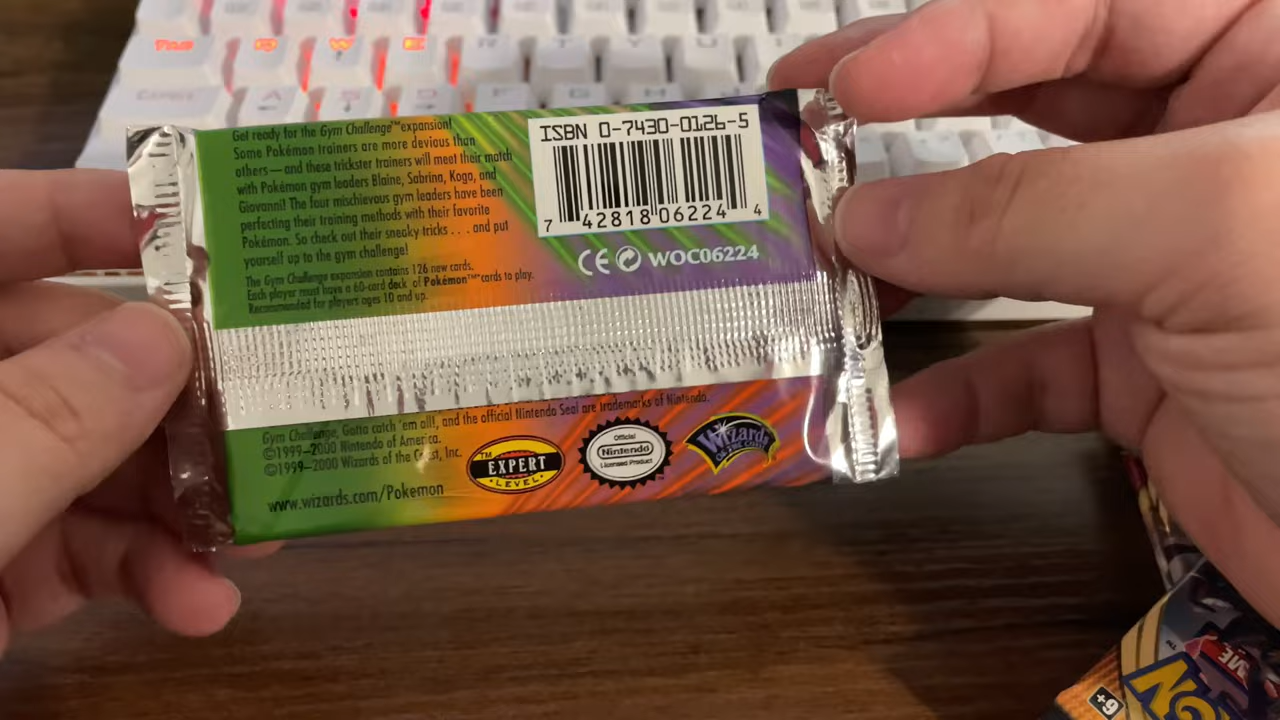 Get ready for the Gym Challenge™ expansion!
Some Pokémon trainers are more devious than
others—and these trickster trainers will meet their match
with Pokémon gym leaders Blaine, Sabrina, Koga, and
Giovanni! The four mischievous gym leaders have been
perfecting their training methods with their favorite
Pokémon. So check out their sneaky tricks . . . and put
yourself up to the gym challenge!
The Gym Challenge expansion contains 126 new cards.
Each player must have a 60-card deck of Pokémon™ cards to play.
Recommended for players ages 10 and up.
ISBN 0-7430-0126-5
7 42818 06224 4
CE WOC06224
Gym Challenge, Gotta catch 'em all!, and the official Nintendo Seal are trademarks of Nintendo.
©1999–2000 Nintendo of America.
©1999–2000 Wizards of the Coast, Inc.
www.wizards.com/Pokemon
TM
EXPERT
LEVEL
Official
Nintendo
Licensed Product
Wizards
OF THE COAST
W
E
R
T
Y
U
A
S
D
F
G
H
ME
6+